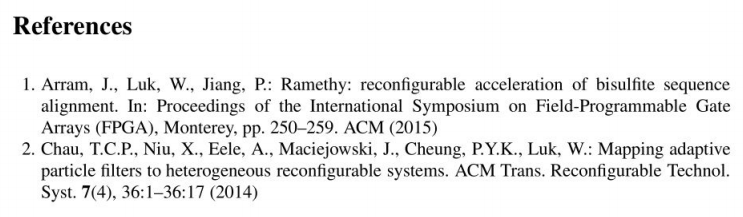 References
1. Arram, J., Luk, W., Jiang, P.: Ramethy: reconfigurable acceleration of bisulfite sequence
alignment. In: Proceedings of the International Symposium on Field-Programmable Gate
Arrays (FPGA), Monterey, pp. 250–259. ACM (2015)
2. Chau, T.C.P., Niu, X., Eele, A., Maciejowski, J., Cheung, P.Y.K., Luk, W.: Mapping adaptive
particle filters to heterogeneous reconfigurable systems. ACM Trans. Reconfigurable Technol.
Syst. 7(4), 36:1–36:17 (2014)